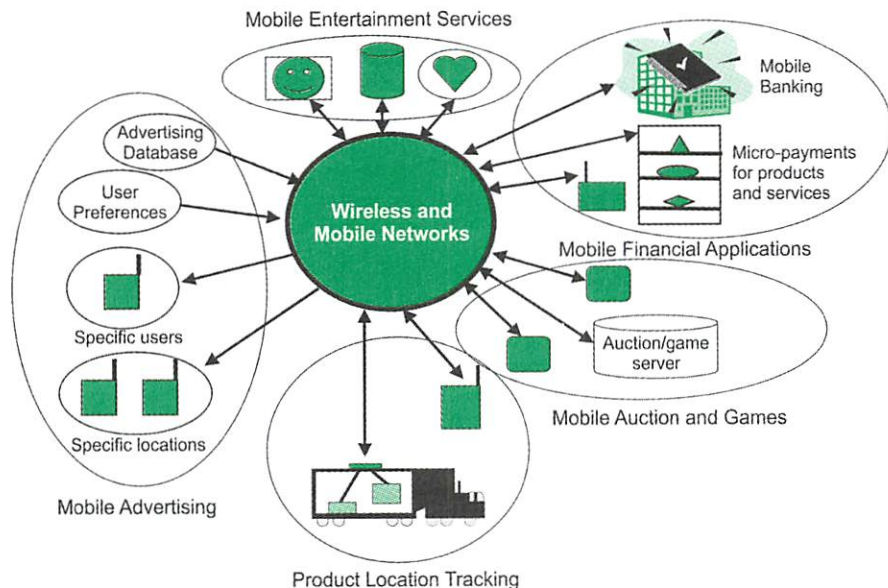 Mobile Entertainment Services
Mobile
Banking
Advertising
Database
Micro-payments
for products
and services
User
Preferences
Wireless and
Mobile Networks
Mobile Financial Applications
Specific users
Auction/game
server
Specific locations
Mobile Auction and Games
Mobile Advertising
Product Location Tracking